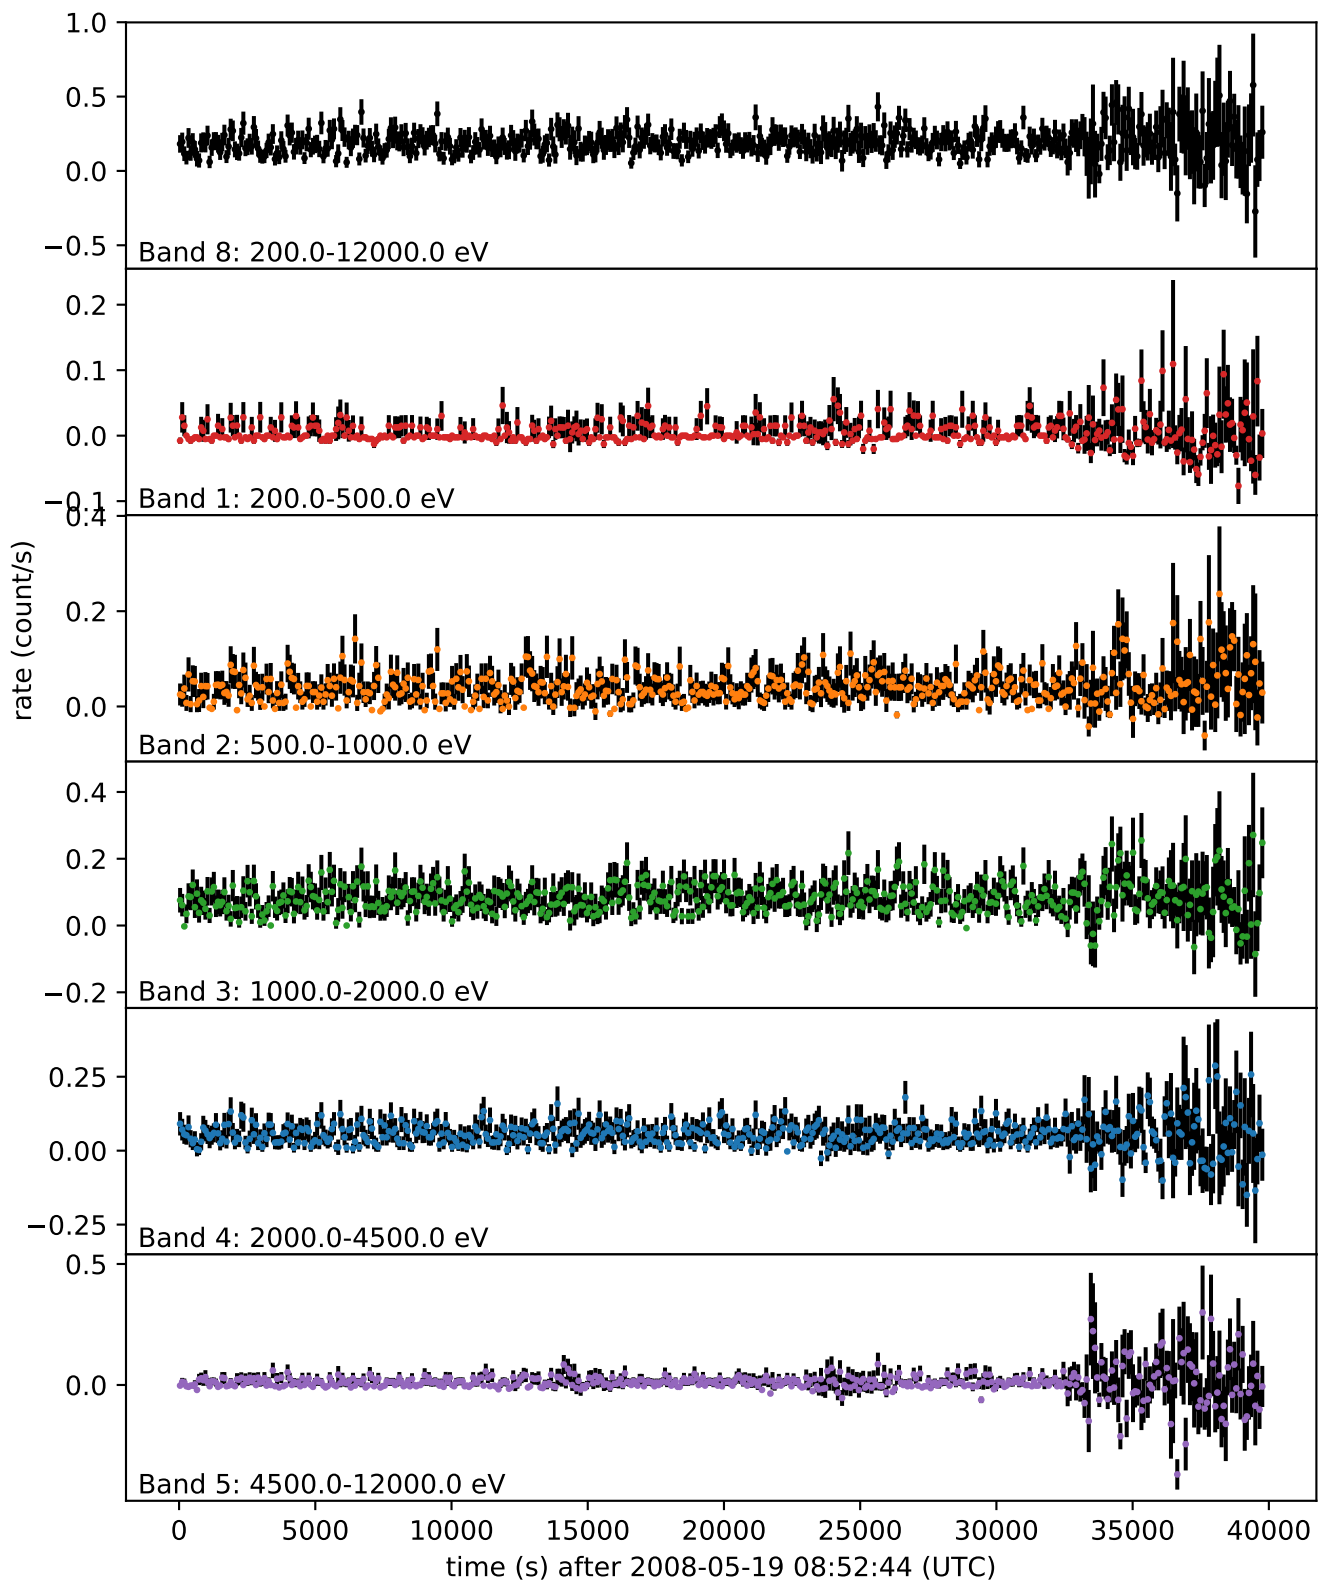 1.0
0.5
0.0
−0.5
Band 8: 200.0-12000.0 eV
0.2
0.1
0.0
−0.1
Band 1: 200.0-500.0 eV
0.4
0.2
0.0
Band 2: 500.0-1000.0 eV
rate (count/s)
0.4
0.2
0.0
−0.2
Band 3: 1000.0-2000.0 eV
0.25
0.00
−0.25
Band 4: 2000.0-4500.0 eV
0.5
0.0
Band 5: 4500.0-12000.0 eV
0 5000 10000 15000 20000 25000 30000 35000 40000
time (s) after 2008-05-19 08:52:44 (UTC)